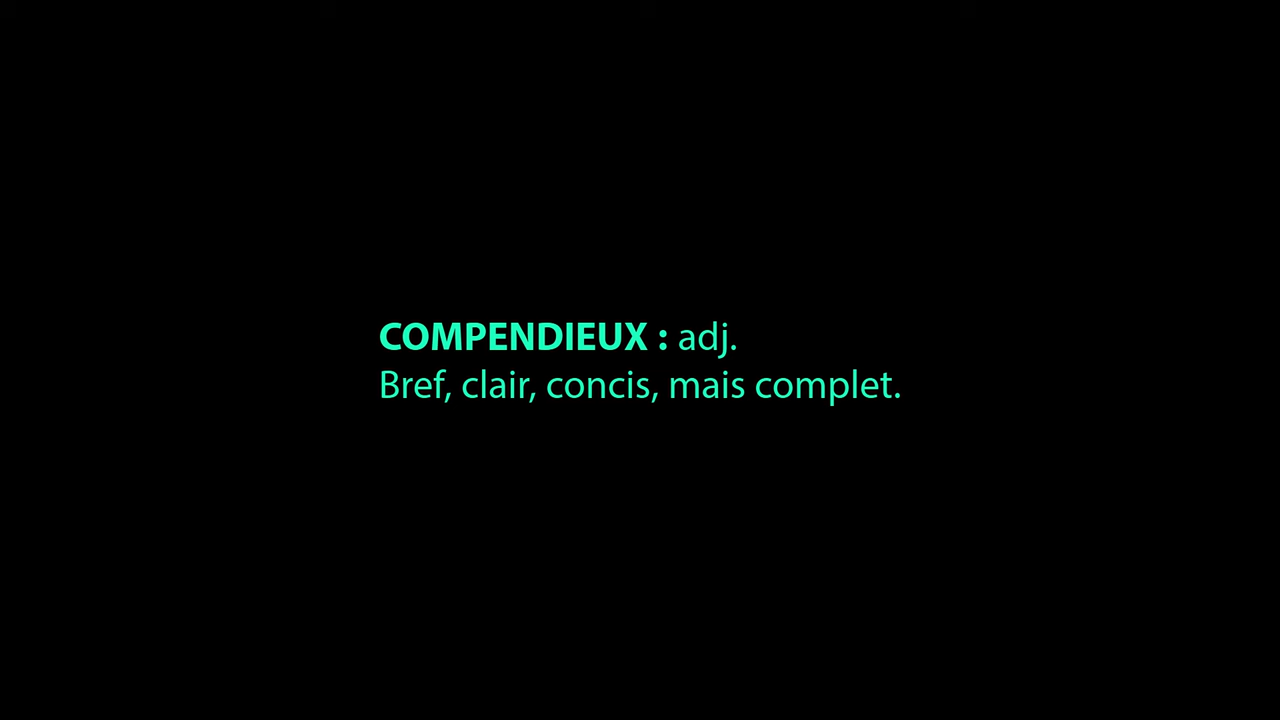 COMPENDIEUX : adj.
Bref, clair, concis, mais complet.